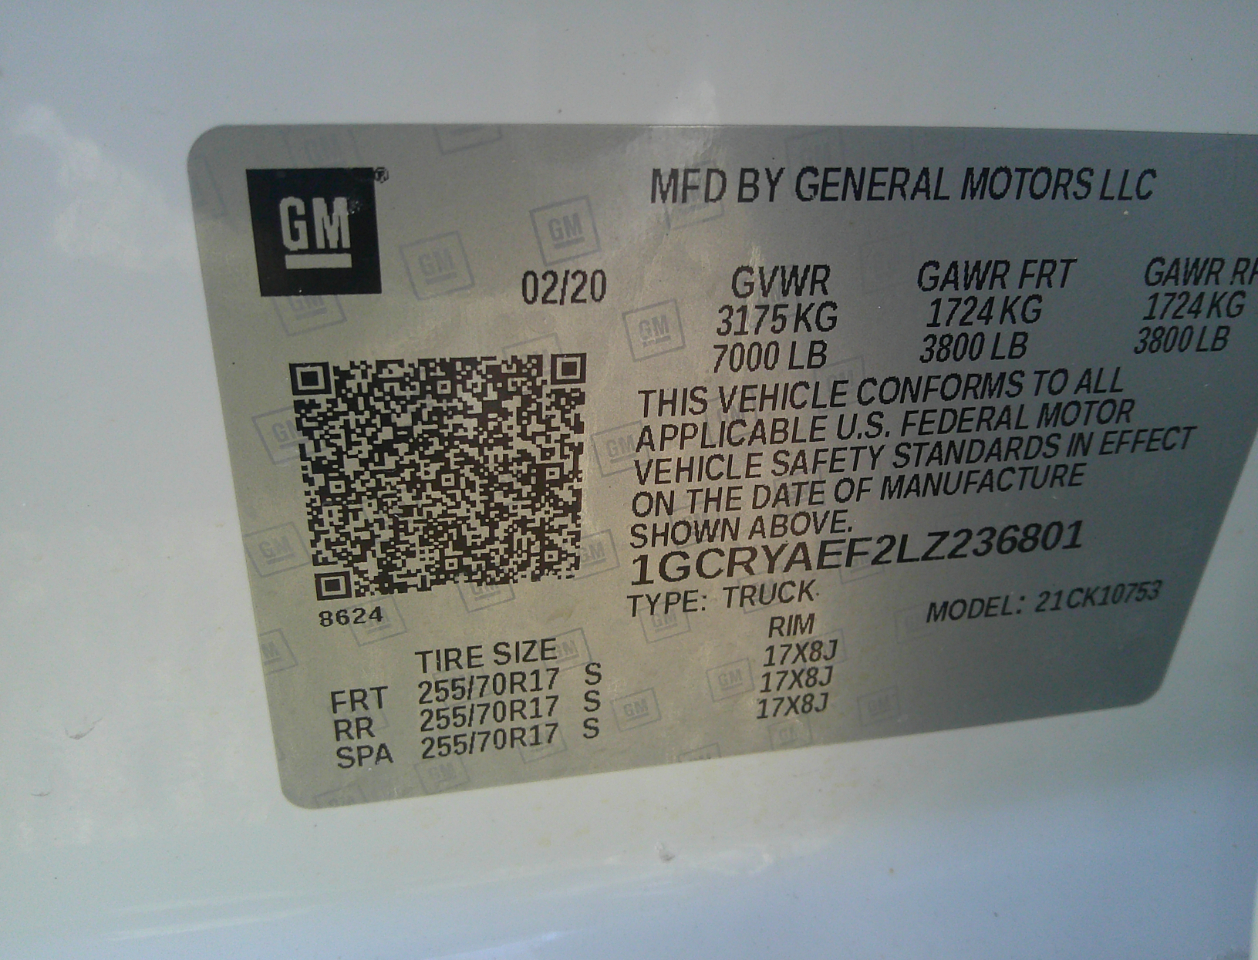 GM
MFD BY GENERAL MOTORS LLC
02/20
GVWR GAWR FRT GAWR
3175 KG 1724 KG 1724 KG
7000 LB 3800 LB 3800 LB
THIS VEHICLE CONFORMS TO ALL
APPLICABLE U.S. FEDERAL MOTOR
VEHICLE SAFETY STANDARDS IN EFFECT
ON THE DATE OF MANUFACTURE
SHOWN ABOVE.
1GCRYAEF2LZ236801
TYPE: TRUCK MODEL: 21CK10753
8624
TIRE SIZE RIM
FRT 255/70R17 S 17X8J
RR 255/70R17 S 17X8J
SPA 255/70R17 S 17X8J